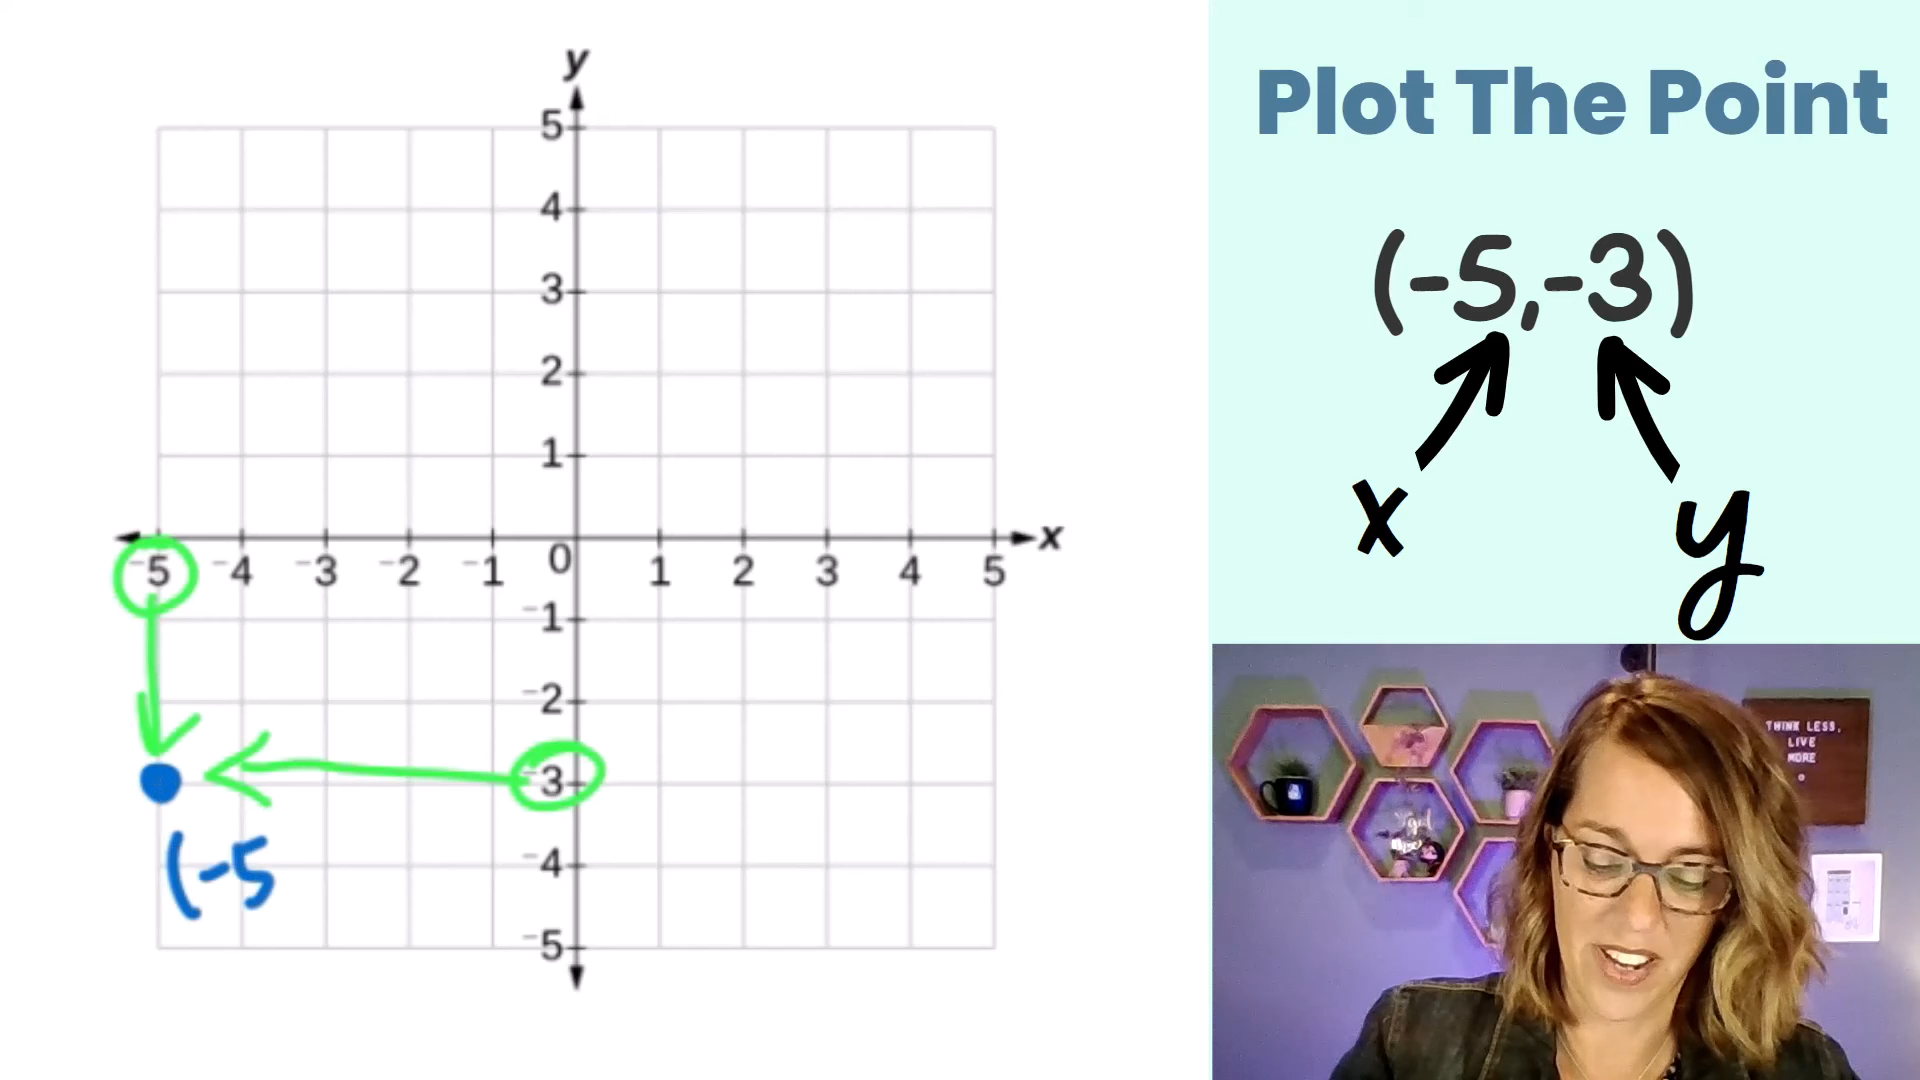 y
5
4
3
2
1
0
-5 -4 -3 -2 -1 1 2 3 4 5 x
-1
-2
-3
-4
-5
(-5
Plot The Point
(-5,-3)
x y
THINK LESS,
LIVE
MORE